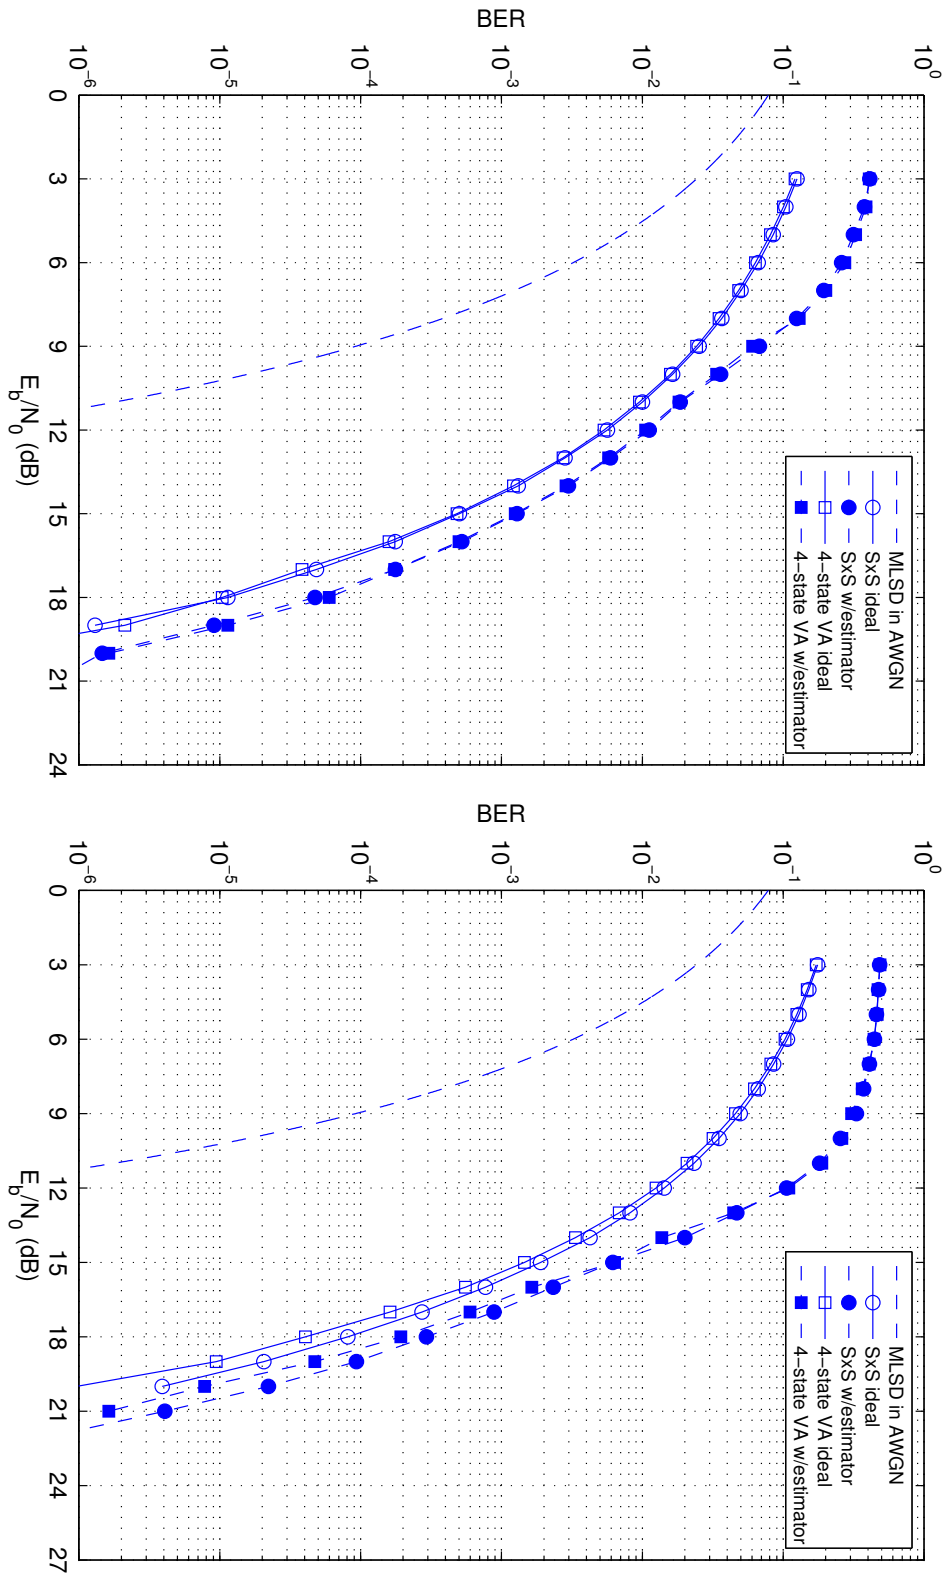 BER
10⁻⁶
10⁻⁵
10⁻⁴
10⁻³
10⁻²
10⁻¹
10⁰
0
3
6
9
12
15
18
21
24
E_b/N_0 (dB)
MLSD in AWGN
SxS ideal
SxS w/estimator
4−state VA ideal
4−state VA w/estimator
BER
10⁻⁶
10⁻⁵
10⁻⁴
10⁻³
10⁻²
10⁻¹
10⁰
0
3
6
9
12
15
18
21
24
27
E_b/N_0 (dB)
MLSD in AWGN
SxS ideal
SxS w/estimator
4−state VA ideal
4−state VA w/estimator